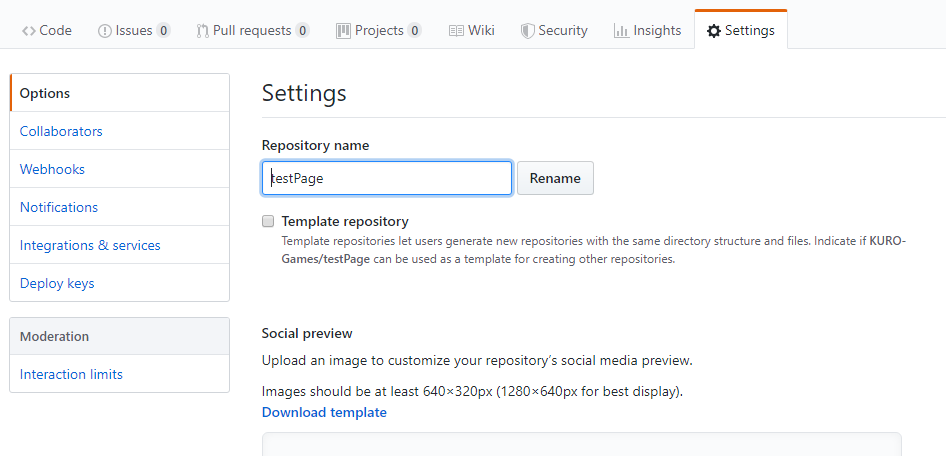 Code Issues 0 Pull requests 0 Projects 0 Wiki Security Insights Settings
Options
Collaborators
Webhooks
Notifications
Integrations & services
Deploy keys
Moderation
Interaction limits
Settings
Repository name
testPage Rename
Template repository
Template repositories let users generate new repositories with the same directory structure and files. Indicate if KURO-
Games/testPage can be used as a template for creating other repositories.
Social preview
Upload an image to customize your repository’s social media preview.
Images should be at least 640×320px (1280×640px for best display).
Download template